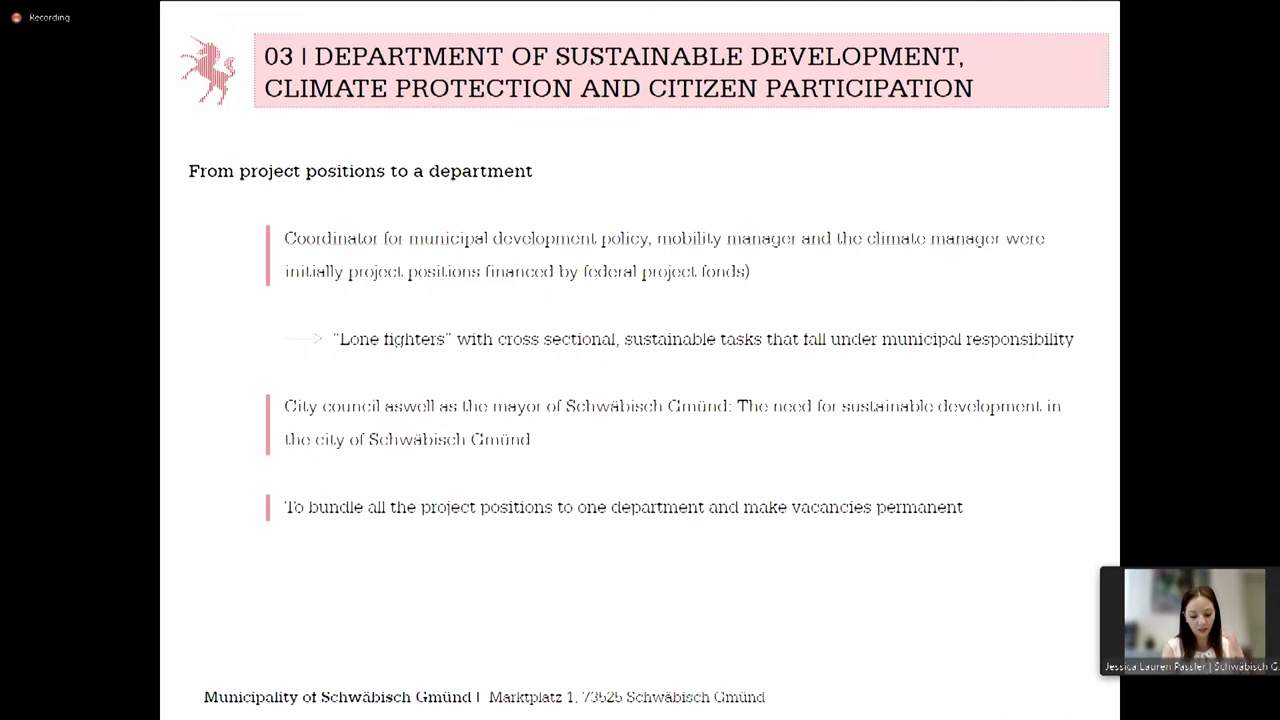 Recording
03 | DEPARTMENT OF SUSTAINABLE DEVELOPMENT,
CLIMATE PROTECTION AND CITIZEN PARTICIPATION
From project positions to a department
Coordinator for municipal development policy, mobility manager and the climate manager were
initially project positions financed by federal project fonds)
"Lone fighters" with cross sectional, sustainable tasks that fall under municipal responsibility
City council aswell as the mayor of Schwäbisch Gmünd: The need for sustainable development in
the city of Schwäbisch Gmünd
To bundle all the project positions to one department and make vacancies permanent
Jessica Lauren Passler | Schwäbisch G.
Municipality of Schwäbisch Gmünd | Marktplatz 1, 73525 Schwäbisch Gmünd